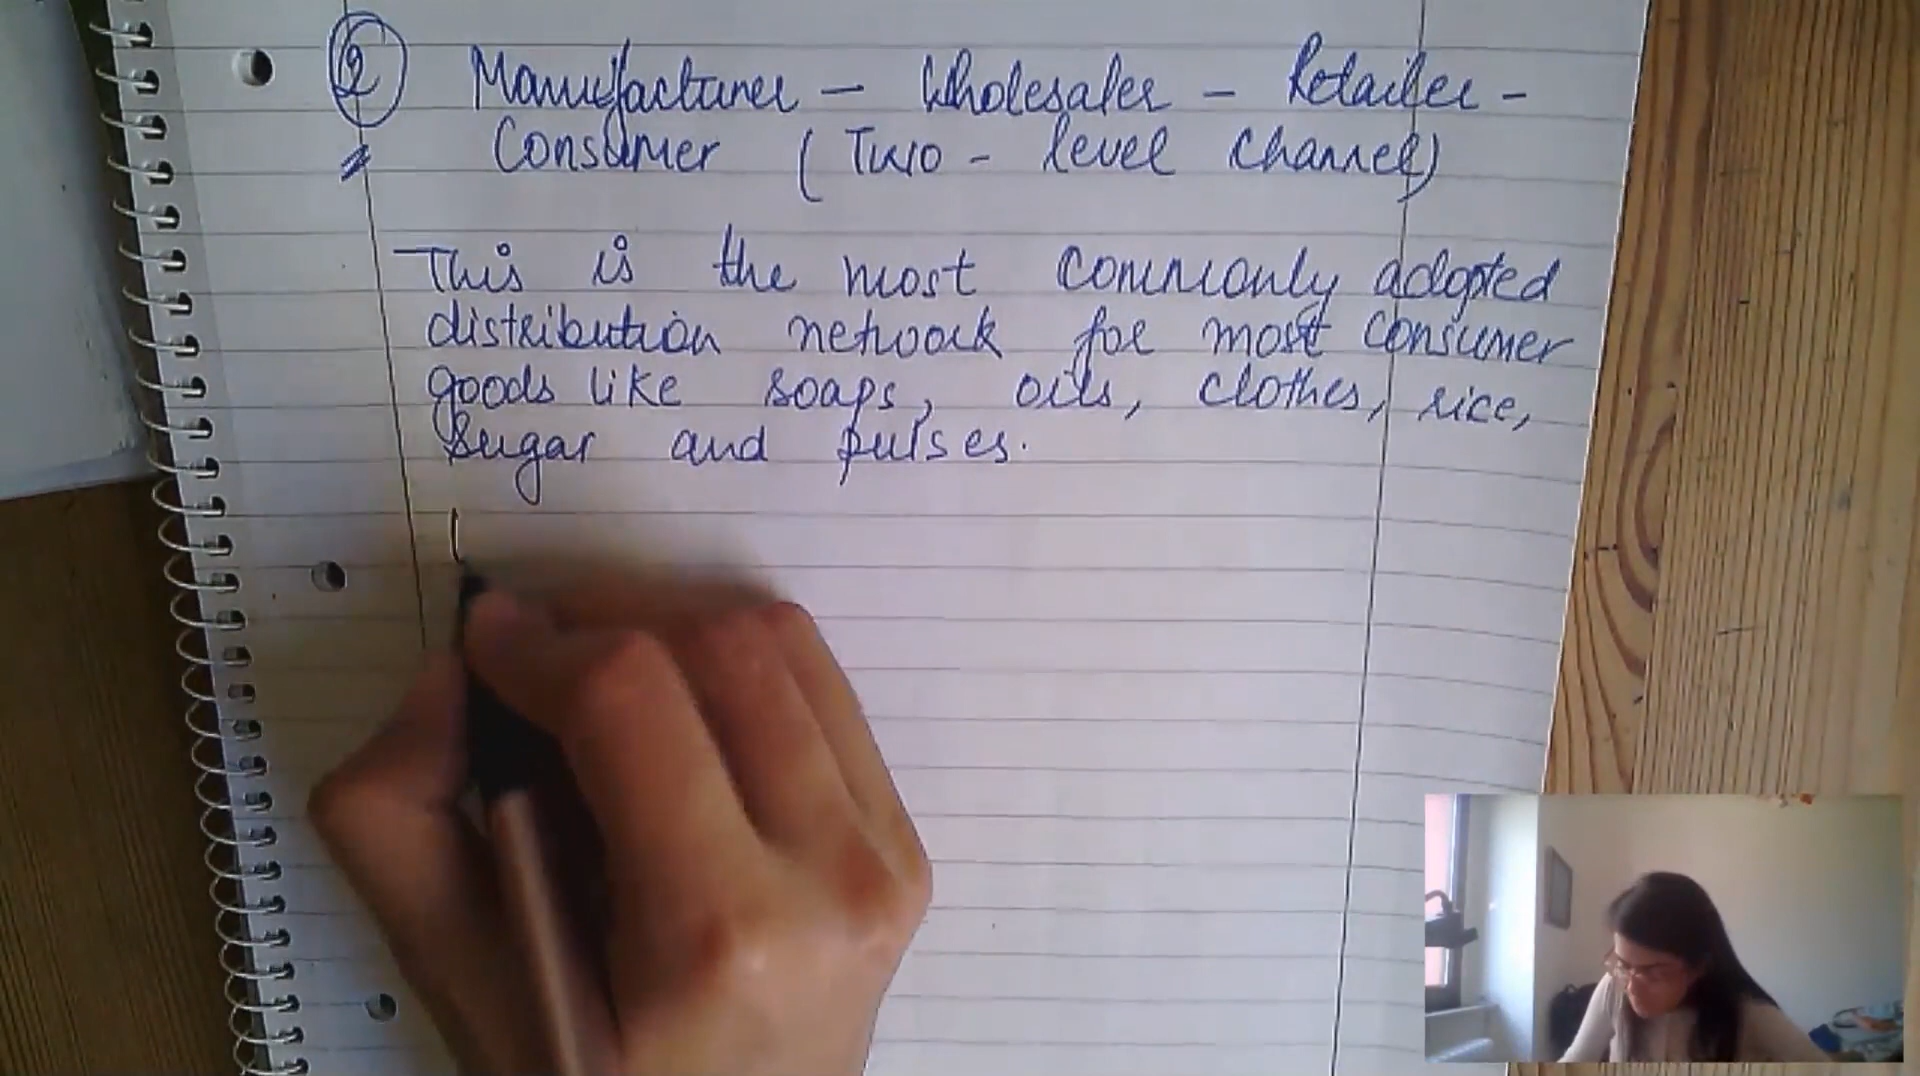 2 Manufacturer - Wholesaler - Retailer -
Consumer (Two - level channel)
This is the most commonly adopted
distribution network for most consumer
goods like soaps, oils, clothes, rice,
sugar and pulses.